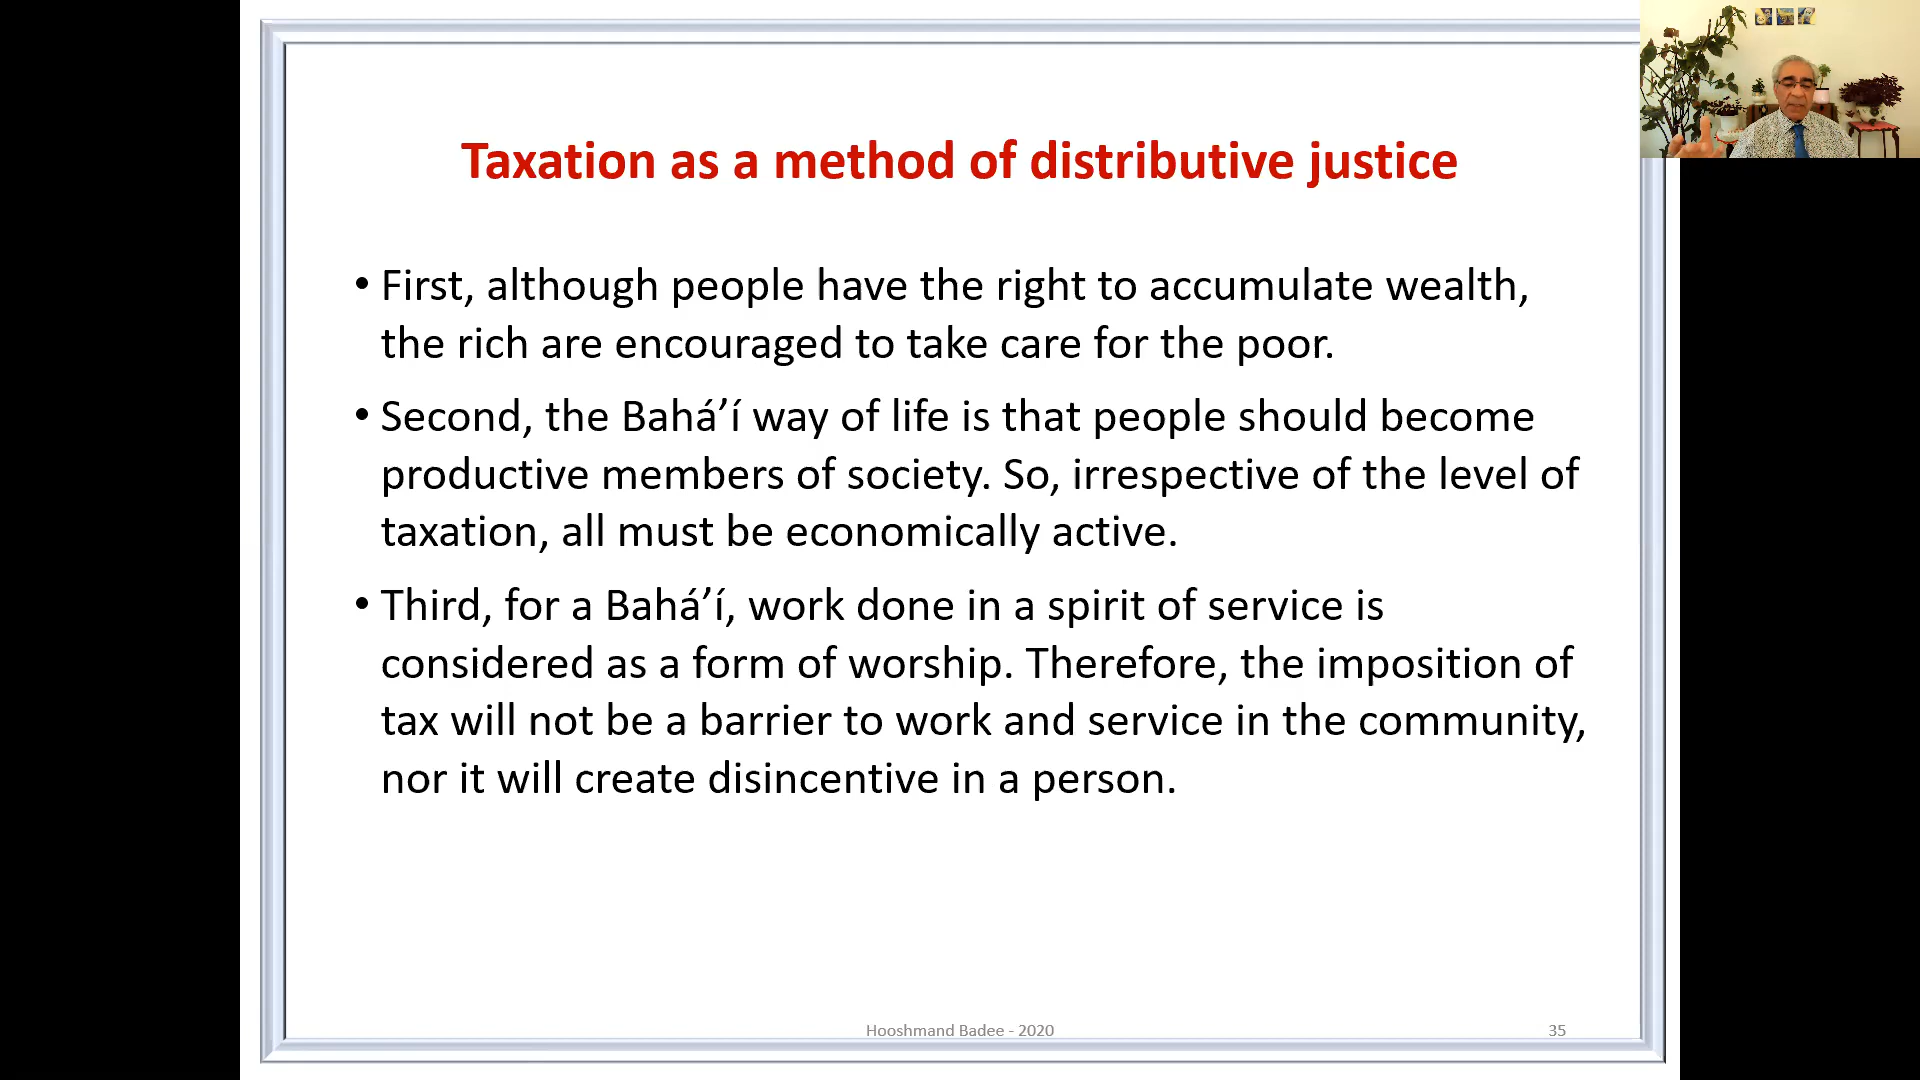 Taxation as a method of distributive justice
• First, although people have the right to accumulate wealth,
the rich are encouraged to take care for the poor.
• Second, the Bahá’í way of life is that people should become
productive members of society. So, irrespective of the level of
taxation, all must be economically active.
• Third, for a Bahá’í, work done in a spirit of service is
considered as a form of worship. Therefore, the imposition of
tax will not be a barrier to work and service in the community,
nor it will create disincentive in a person.
Hooshmand Badee - 2020
35